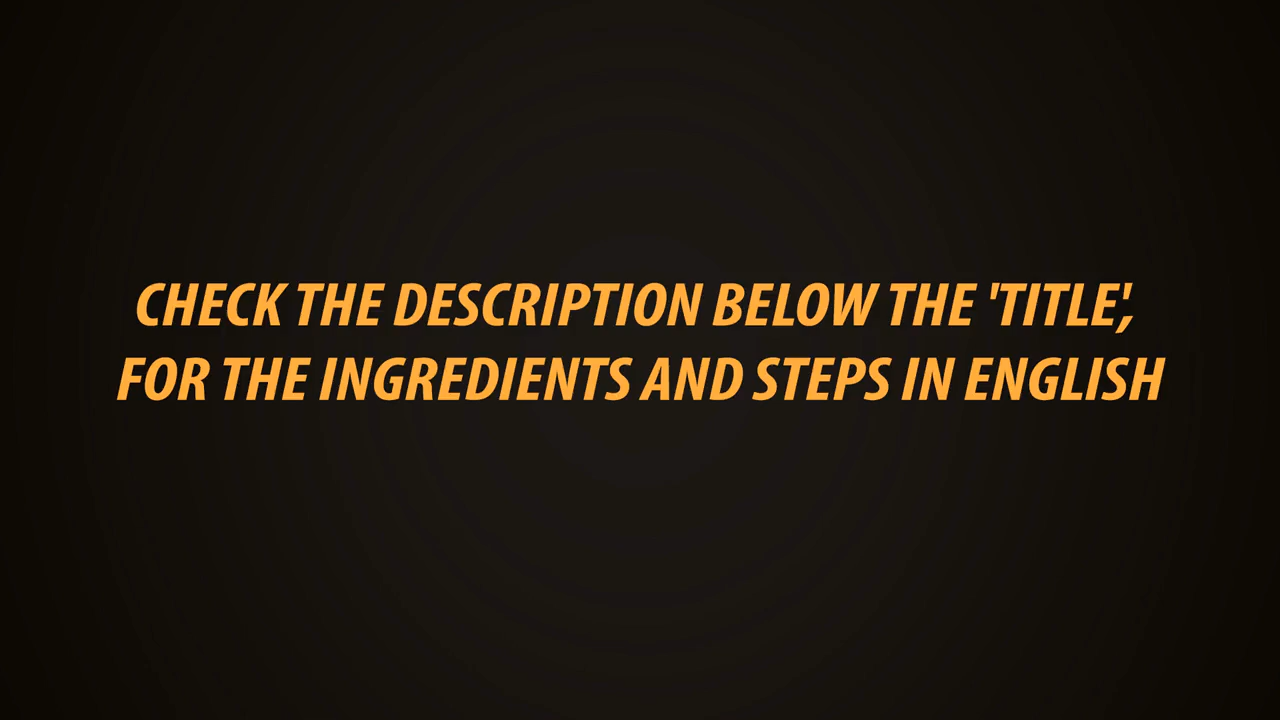 CHECK THE DESCRIPTION BELOW THE 'TITLE',
FOR THE INGREDIENTS AND STEPS IN ENGLISH